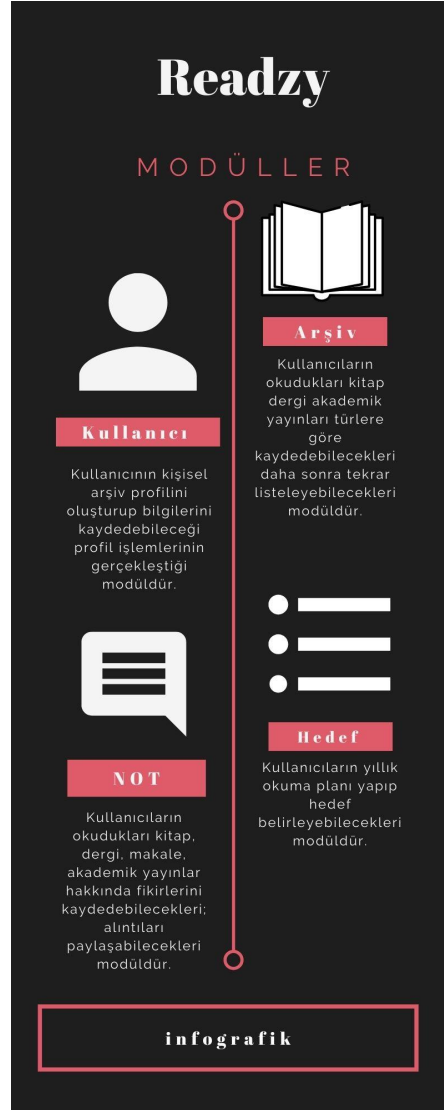 Readzy
MODÜLLER
Arşiv
Kullanıcıların
okudukları kitap
dergi akademik
yayınları türlere
göre
kaydedebilecekleri
daha sonra tekrar
listeleyebilecekleri
modüldür.
Kullanıcı
Kullanıcının kişisel
arşiv profilini
oluşturup bilgilerini
kaydedebileceği
profil işlemlerinin
gerçekleştiği
modüldür.
Hedef
Kullanıcıların yıllık
okuma planı yapıp
hedef
belirleyebilecekleri
modüldür.
NOT
Kullanıcıların
okudukları kitap,
dergi, makale,
akademik yayınlar
hakkında fikirlerini
kaydedebilecekleri;
alıntıları
paylaşabilecekleri
modüldür.
infografik